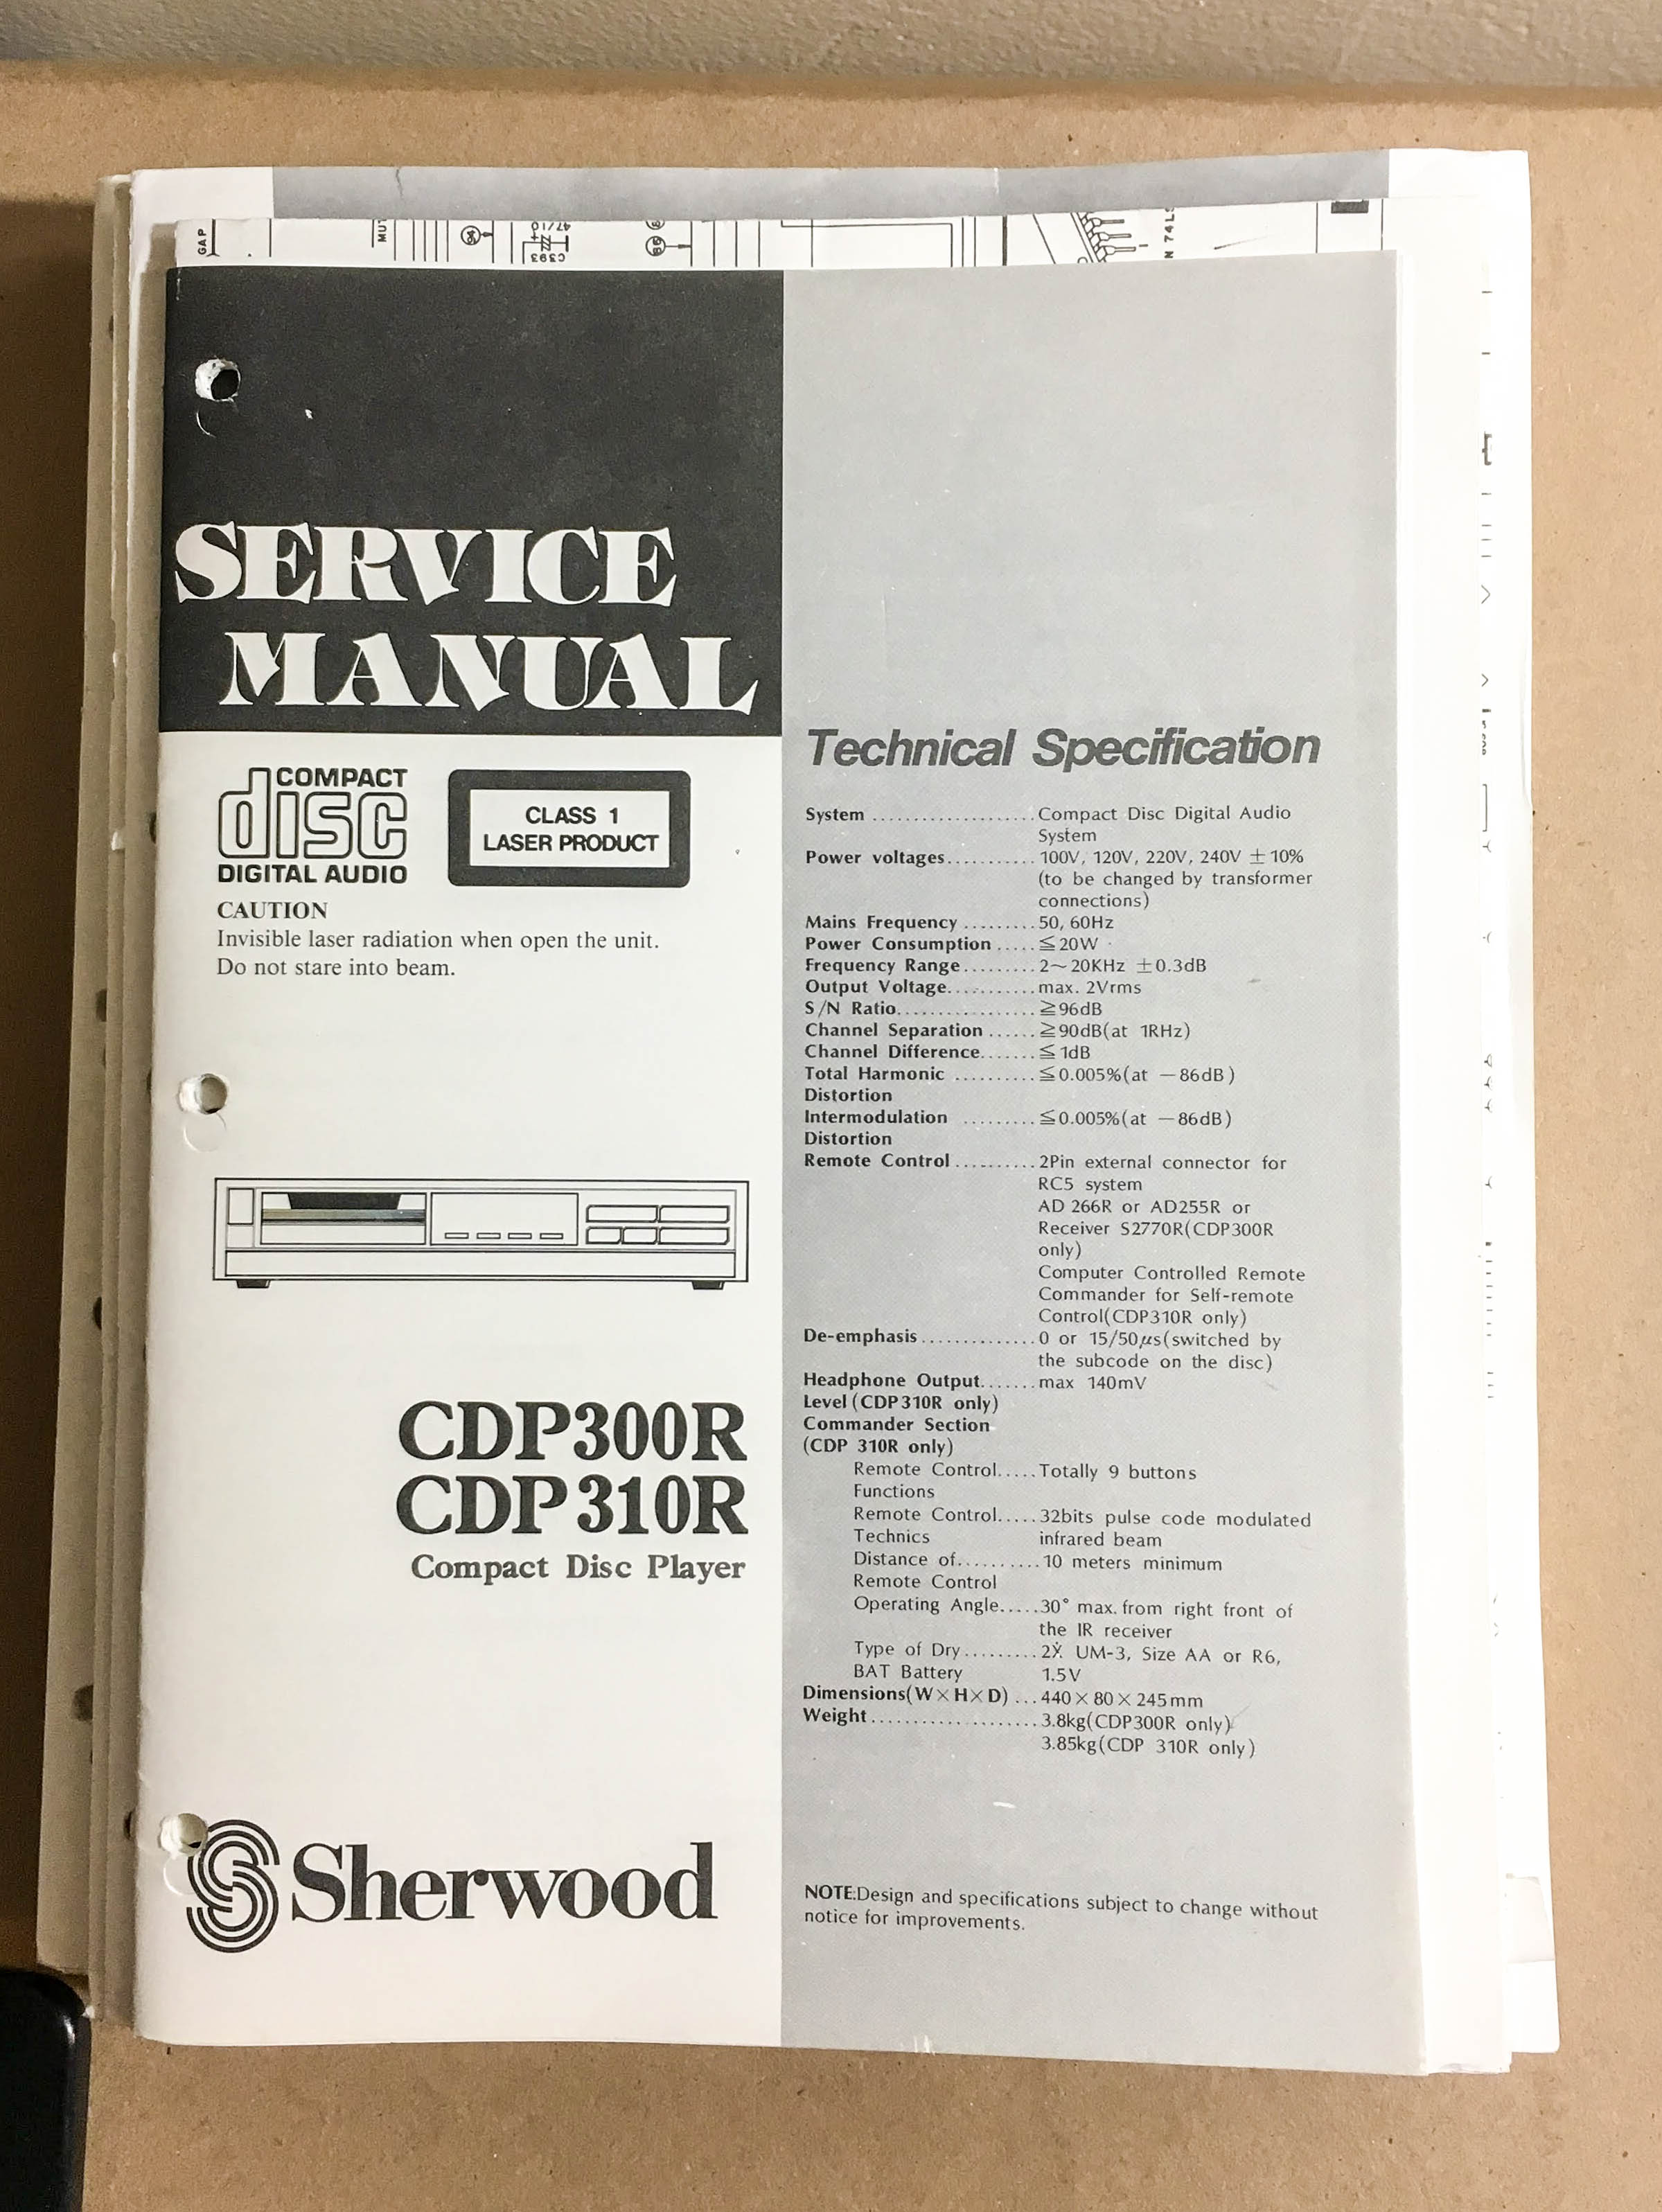 GAP
MUT
94
47/10
C393
N 74LS
SERVICE
MANUAL
COMPACT
disc
DIGITAL AUDIO
CLASS 1
LASER PRODUCT
CAUTION
Invisible laser radiation when open the unit.
Do not stare into beam.
CDP300R
CDP310R
Compact Disc Player
Sherwood
Technical Specification
System ....................Compact Disc Digital Audio
System
Power voltages...........100V, 120V, 220V, 240V ±10%
(to be changed by transformer
connections)
Mains Frequency .........50, 60Hz
Power Consumption .....≦20W
Frequency Range.........2~20KHz ±0.3dB
Output Voltage...........max. 2Vrms
S/N Ratio.................≧96dB
Channel Separation ......≧90dB(at 1RHz)
Channel Difference.......≦1dB
Total Harmonic ..........≦0.005%(at −86dB)
Distortion
Intermodulation .........≦0.005%(at −86dB)
Distortion
Remote Control..........2Pin external connector for
RC5 system
AD 266R or AD255R or
Receiver S2770R(CDP300R
only)
Computer Controlled Remote
Commander for Self-remote
Control(CDP310R only)
De-emphasis..............0 or 15/50µs(switched by
the subcode on the disc)
Headphone Output.......max 140mV
Level (CDP310R only)
Commander Section
(CDP 310R only)
Remote Control.....Totally 9 buttons
Functions
Remote Control.....32bits pulse code modulated
Technics infrared beam
Distance of..........10 meters minimum
Remote Control
Operating Angle.....30° max. from right front of
the IR receiver
Type of Dry.........2X UM-3, Size AA or R6,
BAT Battery 1.5V
Dimensions(W×H×D) ...440×80×245mm
Weight....................3.8kg(CDP300R only)
3.85kg(CDP 310R only)
NOTE:Design and specifications subject to change without
notice for improvements.